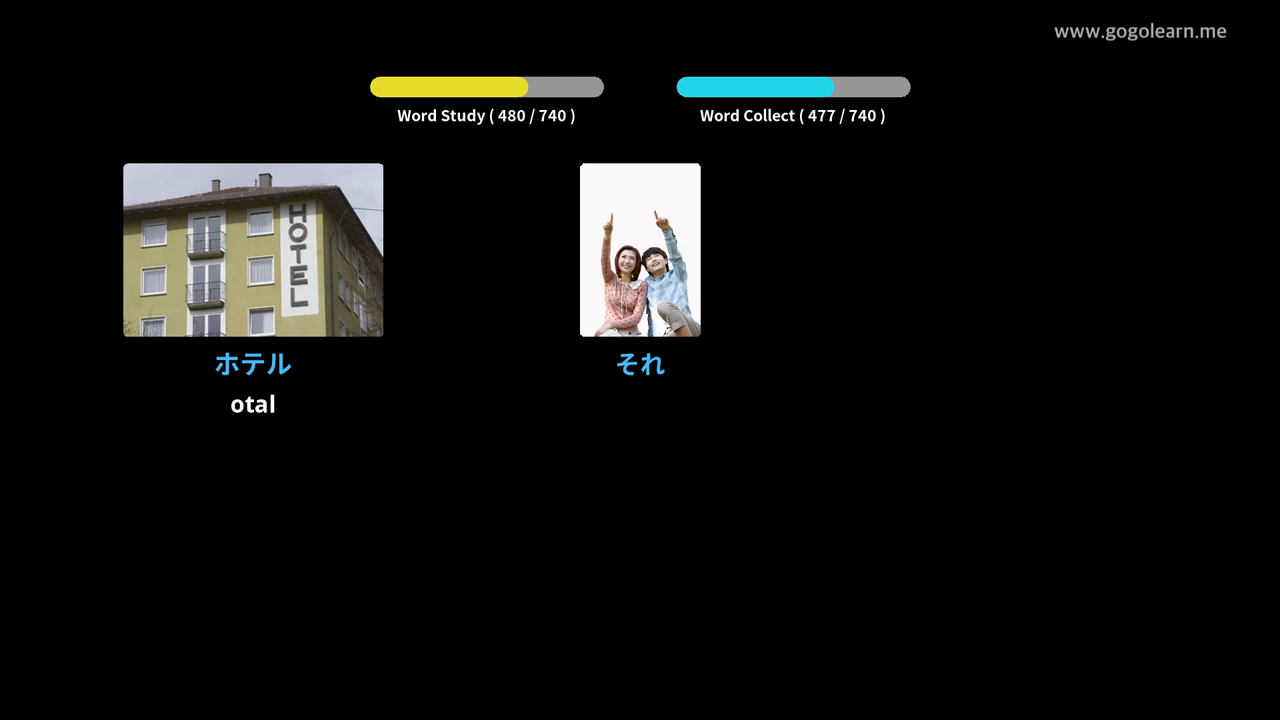 www.gogolearn.me
Word Study ( 480 / 740 )
Word Collect ( 477 / 740 )
HOTEL
ホテル
それ
otal